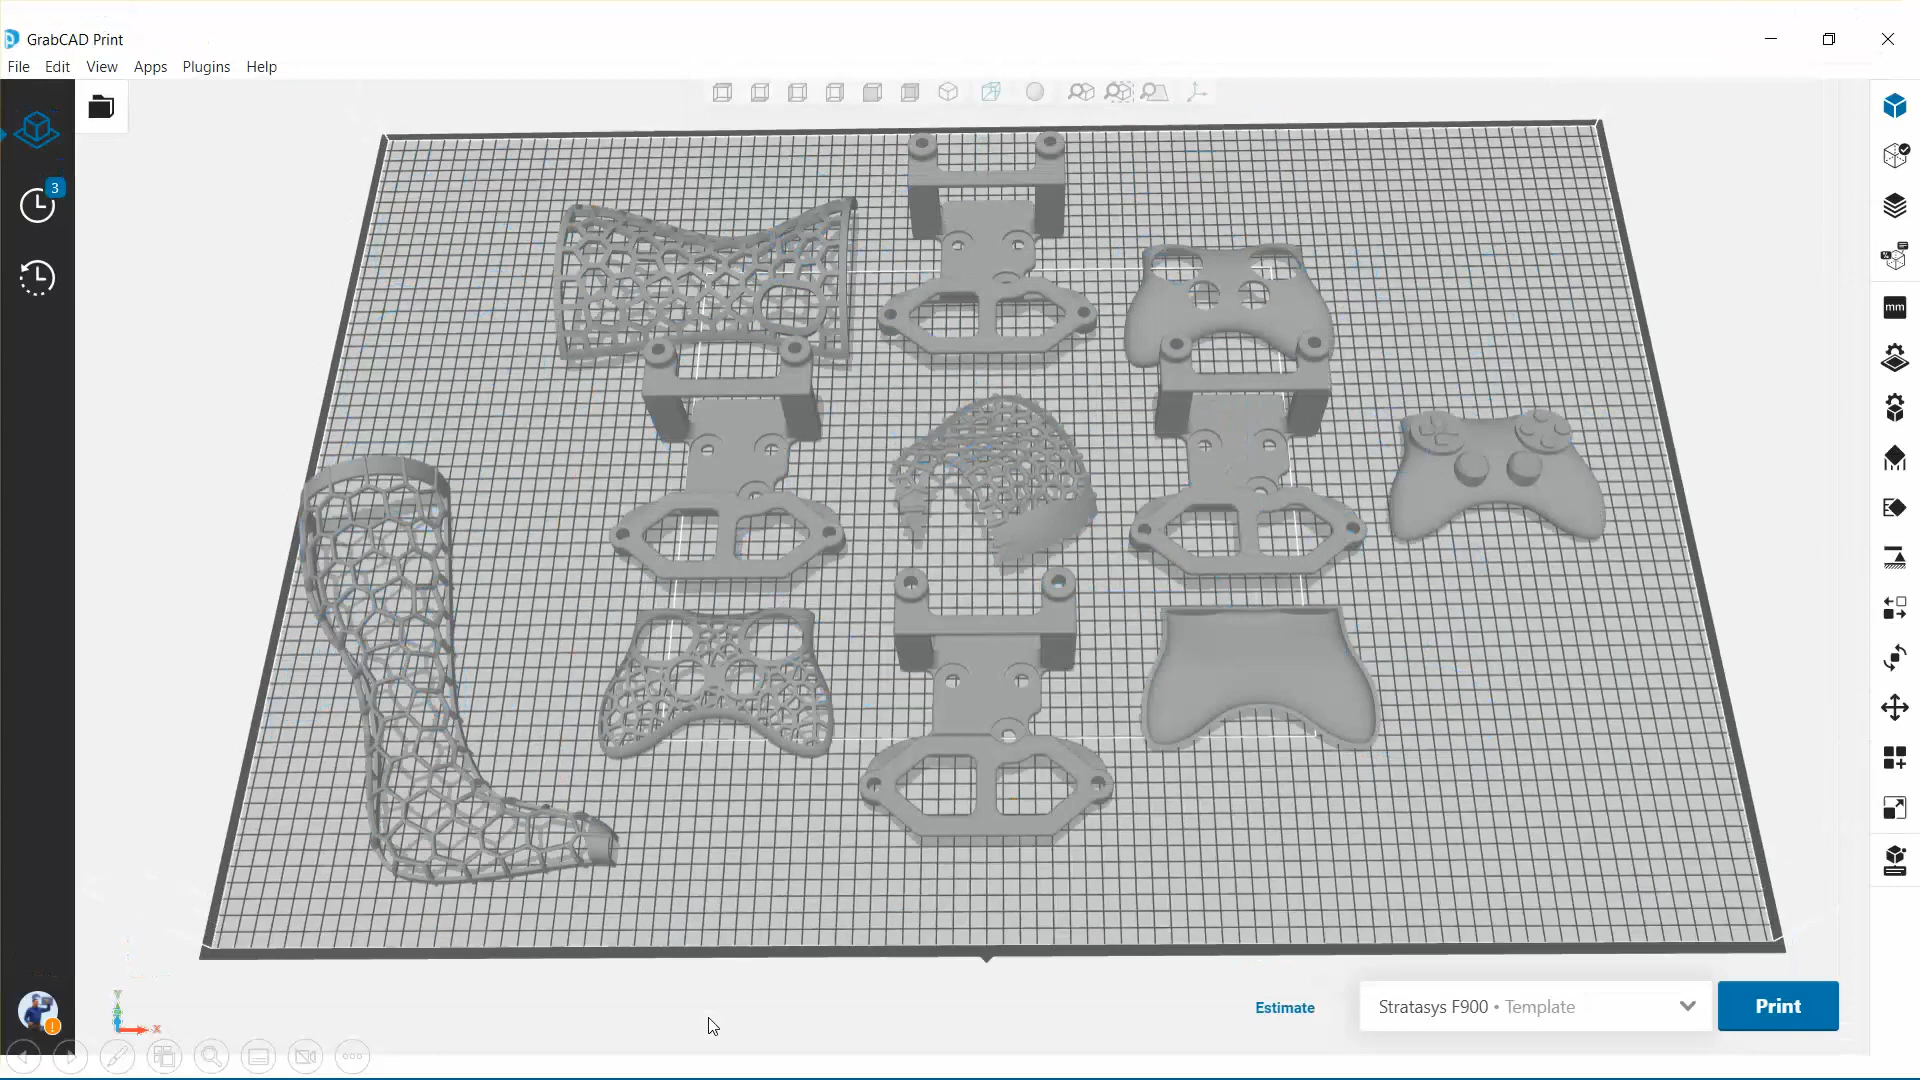 GrabCAD Print
File Edit View Apps Plugins Help
3
mm
Y
X
Estimate
Stratasys F900 • Template
Print